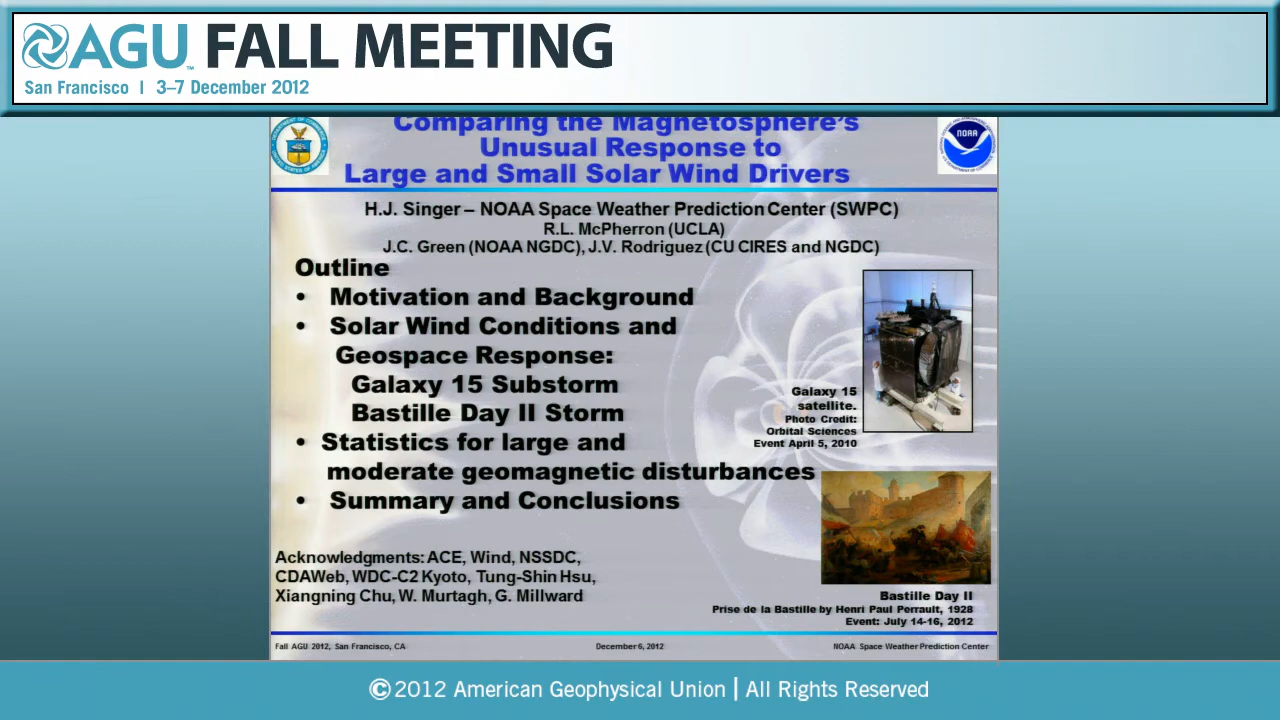 AGU™ FALL MEETING
San Francisco | 3–7 December 2012
Comparing the Magnetosphere's
Unusual Response to
Large and Small Solar Wind Drivers
NOAA
H.J. Singer – NOAA Space Weather Prediction Center (SWPC)
R.L. McPherron (UCLA)
J.C. Green (NOAA NGDC), J.V. Rodriguez (CU CIRES and NGDC)
Outline
• Motivation and Background
• Solar Wind Conditions and
Geospace Response:
Galaxy 15 Substorm
Bastille Day II Storm
• Statistics for large and
moderate geomagnetic disturbances
• Summary and Conclusions
Galaxy 15
satellite.
Photo Credit:
Orbital Sciences
Event April 5, 2010
Acknowledgments: ACE, Wind, NSSDC,
CDAWeb, WDC-C2 Kyoto, Tung-Shin Hsu,
Xiangning Chu, W. Murtagh, G. Millward
Bastille Day II
Prise de la Bastille by Henri Paul Perrault, 1928
Event: July 14-16, 2012
Fall AGU 2012, San Francisco, CA
December 6, 2012
NOAA Space Weather Prediction Center
©2012 American Geophysical Union | All Rights Reserved